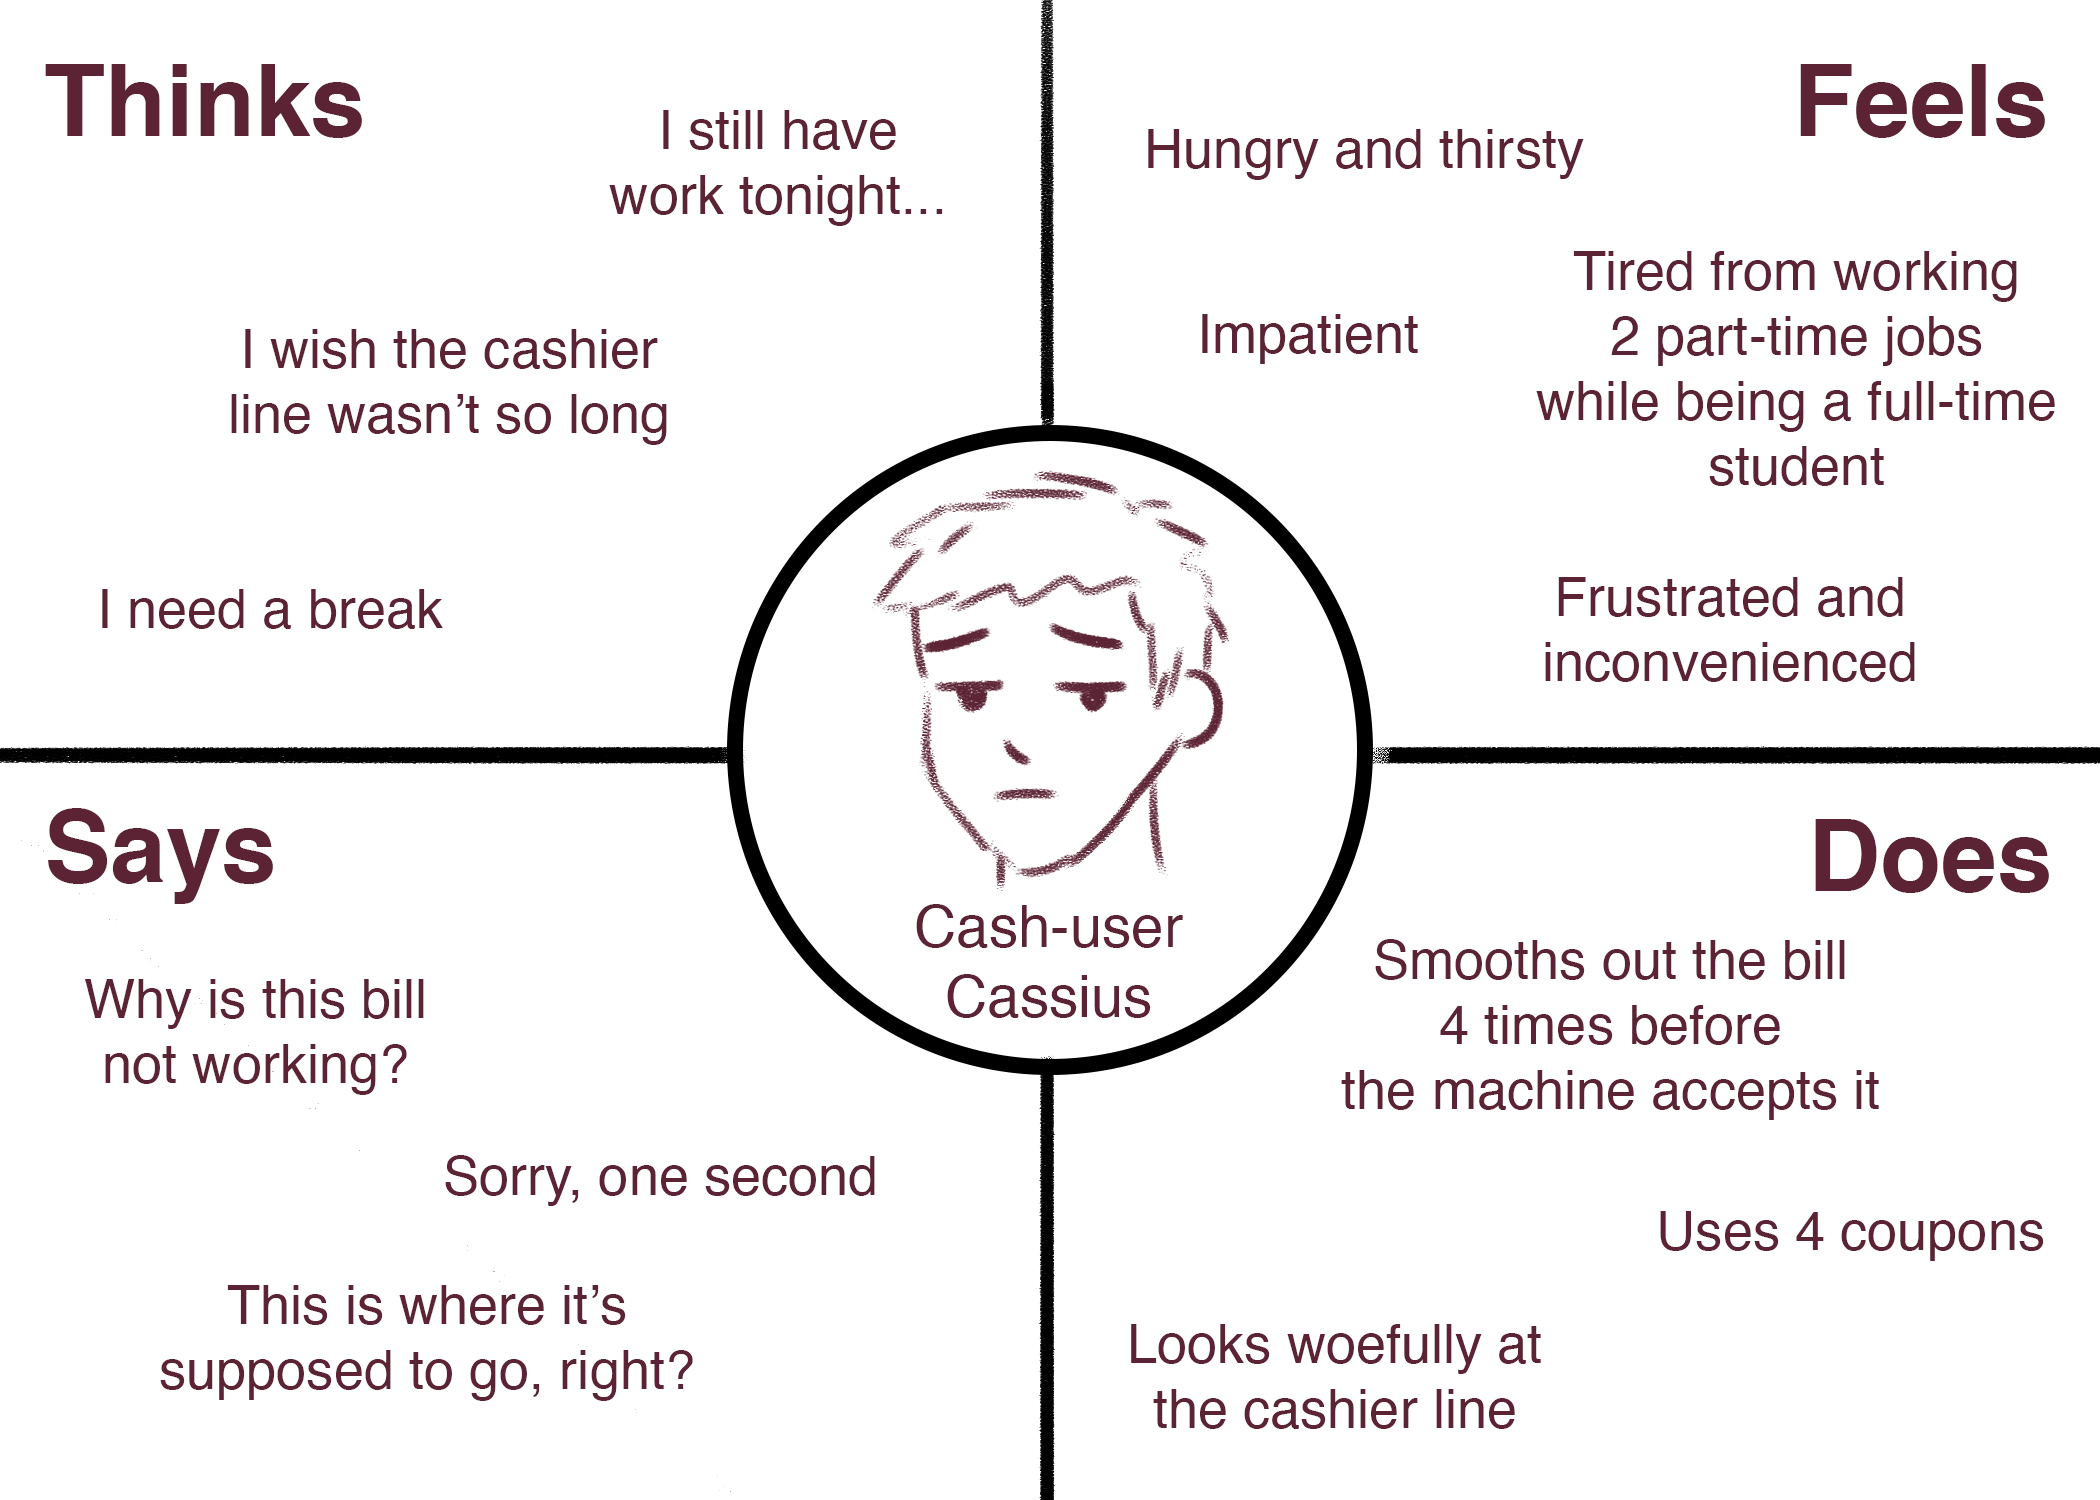 Thinks
I still have
work tonight...
I wish the cashier
line wasn’t so long
I need a break
Feels
Hungry and thirsty
Impatient
Tired from working
2 part-time jobs
while being a full-time
student
Frustrated and
inconvenienced
Cash-user
Cassius
Says
Why is this bill
not working?
Sorry, one second
This is where it’s
supposed to go, right?
Does
Smooths out the bill
4 times before
the machine accepts it
Uses 4 coupons
Looks woefully at
the cashier line